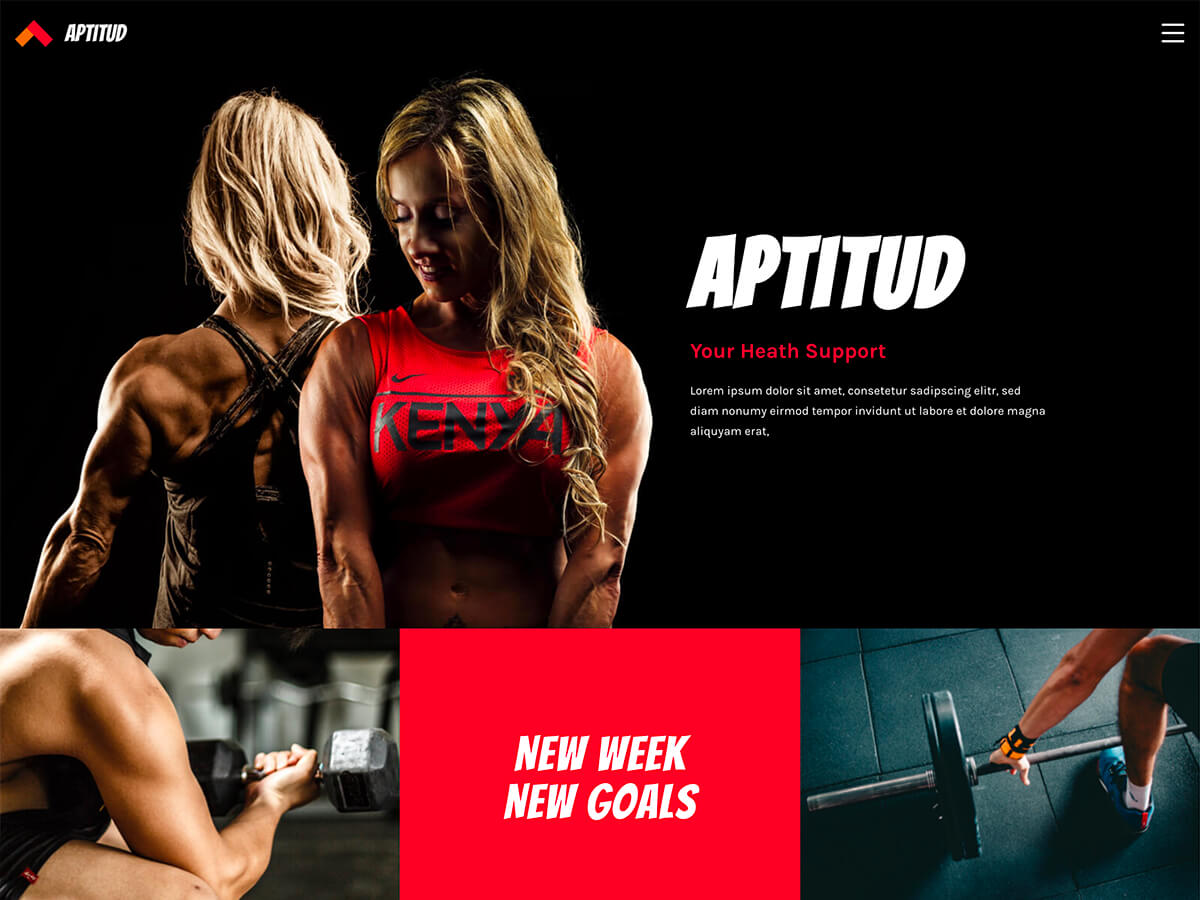 APTITUD
APTITUD
Your Heath Support
Lorem ipsum dolor sit amet, consetetur sadipscing elitr, sed
diam nonumy eirmod tempor invidunt ut labore et dolore magna
aliquyam erat,
KENYA
NEW WEEK
NEW GOALS